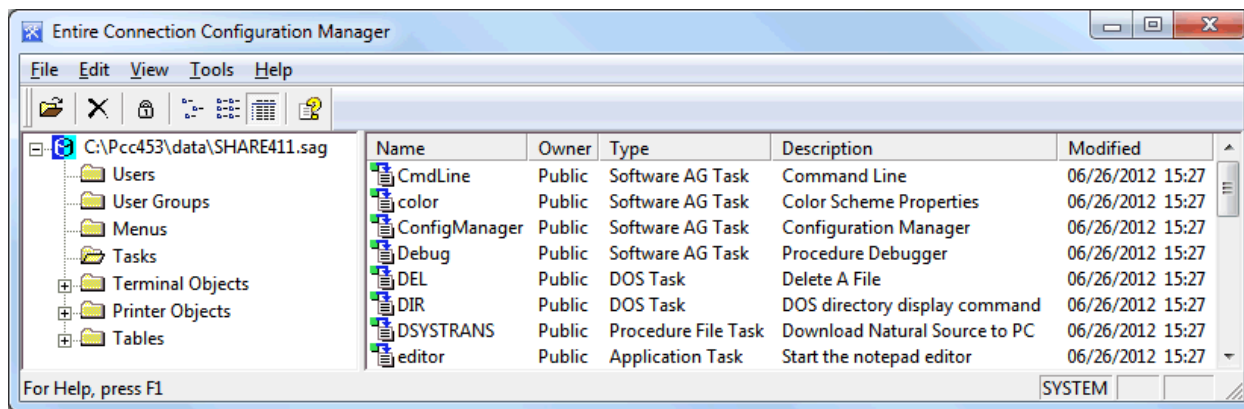 Entire Connection Configuration Manager
File Edit View Tools Help
C:\Pcc453\data\SHARE411.sag
Users
User Groups
Menus
Tasks
Terminal Objects
Printer Objects
Tables
Name Owner Type Description Modified
CmdLine Public Software AG Task Command Line 06/26/2012 15:27
color Public Software AG Task Color Scheme Properties 06/26/2012 15:27
ConfigManager Public Software AG Task Configuration Manager 06/26/2012 15:27
Debug Public Software AG Task Procedure Debugger 06/26/2012 15:27
DEL Public DOS Task Delete A File 06/26/2012 15:27
DIR Public DOS Task DOS directory display command 06/26/2012 15:27
DSYSTRANS Public Procedure File Task Download Natural Source to PC 06/26/2012 15:27
editor Public Application Task Start the notepad editor 06/26/2012 15:27
For Help, press F1
SYSTEM